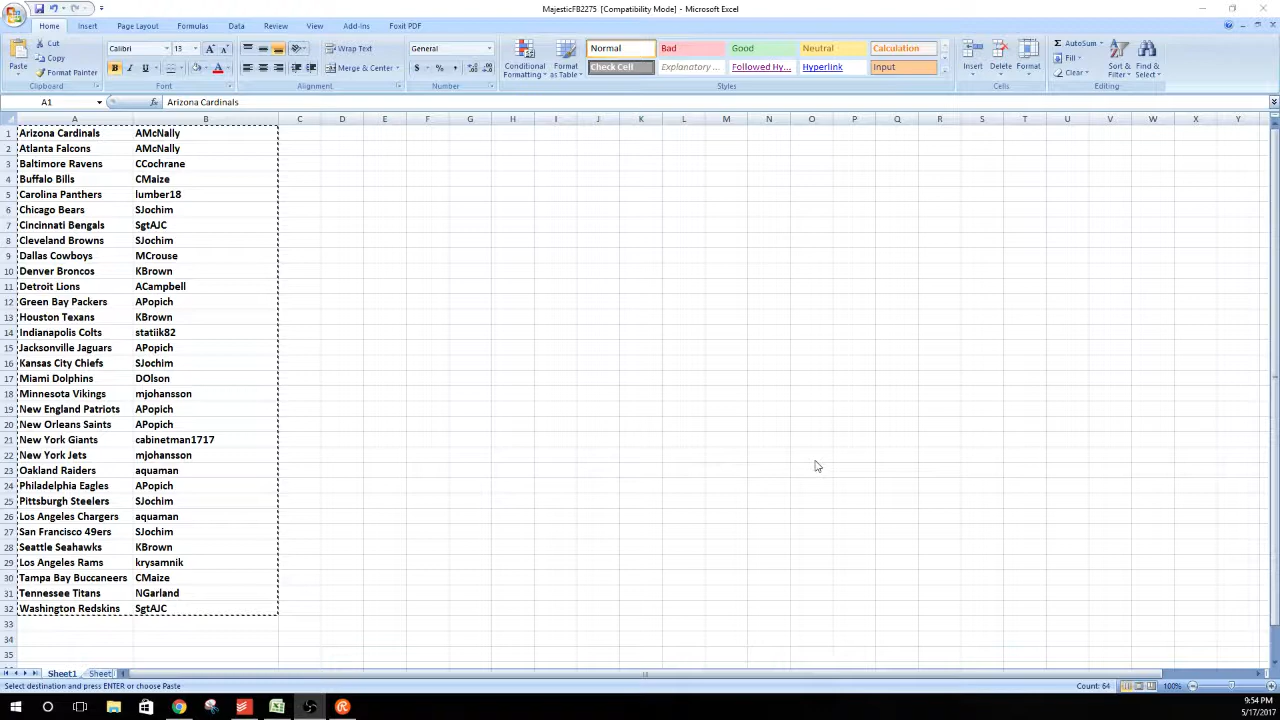 MajesticFB2275 [Compatibility Mode] - Microsoft Excel
Home Insert Page Layout Formulas Data Review View Add-ins Foxit PDF
Paste
Cut
Copy
Format Painter
Clipboard
Calibri 13
B I U
Font
Wrap Text
Merge & Center
Alignment
General
$ % ,
Number
Conditional Formatting
Format as Table
Normal Bad Good Neutral Calculation
Check Cell Explanatory ... Followed Hy... Hyperlink Input
Styles
Insert Delete Format
Cells
AutoSum
Fill
Clear
Sort & Filter
Find & Select
Editing
A1 fx Arizona Cardinals
A B C D E F G H I J K L M N O P Q R S T U V W X Y
1 Arizona Cardinals AMcNally
2 Atlanta Falcons AMcNally
3 Baltimore Ravens CCochrane
4 Buffalo Bills CMaize
5 Carolina Panthers lumber18
6 Chicago Bears SJochim
7 Cincinnati Bengals SgtAJC
8 Cleveland Browns SJochim
9 Dallas Cowboys MCrouse
10 Denver Broncos KBrown
11 Detroit Lions ACampbell
12 Green Bay Packers APopich
13 Houston Texans KBrown
14 Indianapolis Colts statiik82
15 Jacksonville Jaguars APopich
16 Kansas City Chiefs SJochim
17 Miami Dolphins DOlson
18 Minnesota Vikings mjohansson
19 New England Patriots APopich
20 New Orleans Saints APopich
21 New York Giants cabinetman1717
22 New York Jets mjohansson
23 Oakland Raiders aquaman
24 Philadelphia Eagles APopich
25 Pittsburgh Steelers SJochim
26 Los Angeles Chargers aquaman
27 San Francisco 49ers SJochim
28 Seattle Seahawks KBrown
29 Los Angeles Rams krysamnik
30 Tampa Bay Buccaneers CMaize
31 Tennessee Titans NGarland
32 Washington Redskins SgtAJC
33
34
35
Sheet1 Sheet
Select destination and press ENTER or choose Paste Count: 64 100%
9:54 PM
5/17/2017